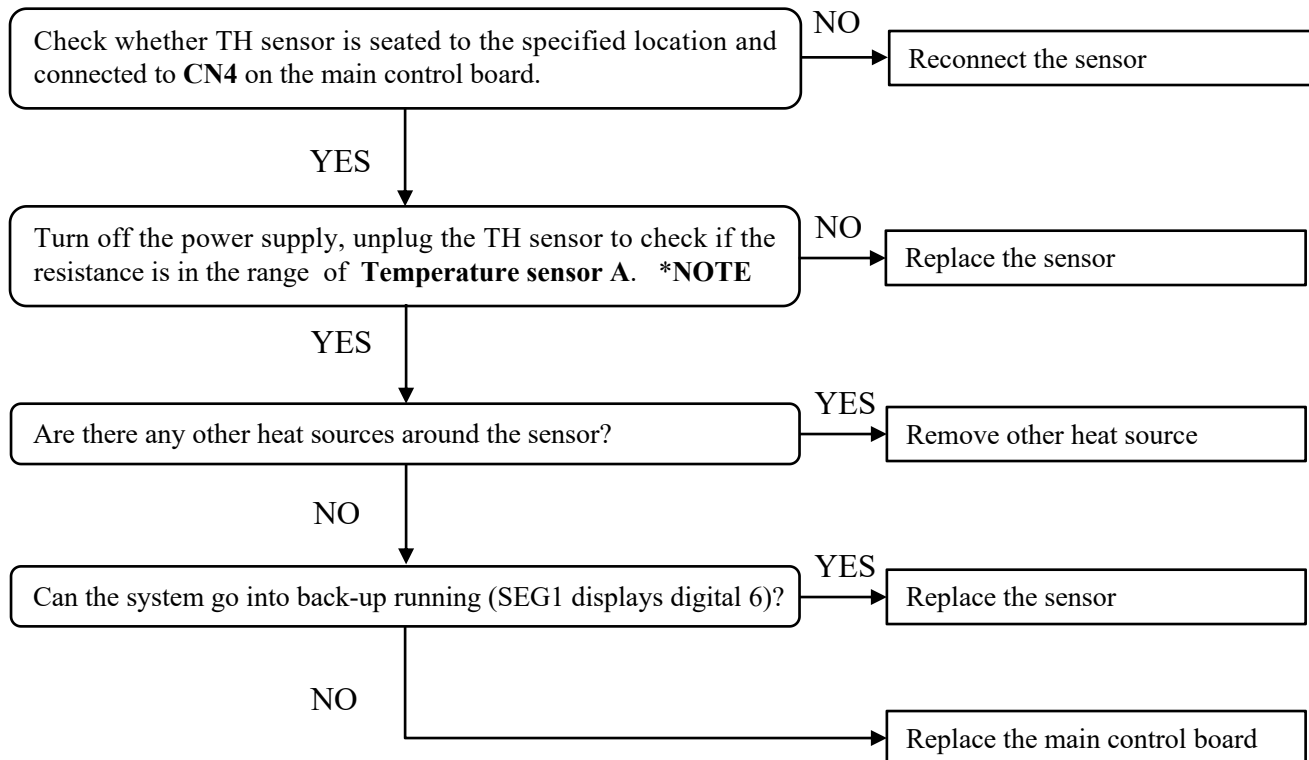 NO
Check whether TH sensor is seated to the specified location and
connected to CN4 on the main control board.
Reconnect the sensor
YES
Turn off the power supply, unplug the TH sensor to check if the
resistance is in the range of Temperature sensor A. *NOTE
NO
Replace the sensor
YES
Are there any other heat sources around the sensor?
YES
Remove other heat source
NO
Can the system go into back-up running (SEG1 displays digital 6)?
YES
Replace the sensor
NO
Replace the main control board